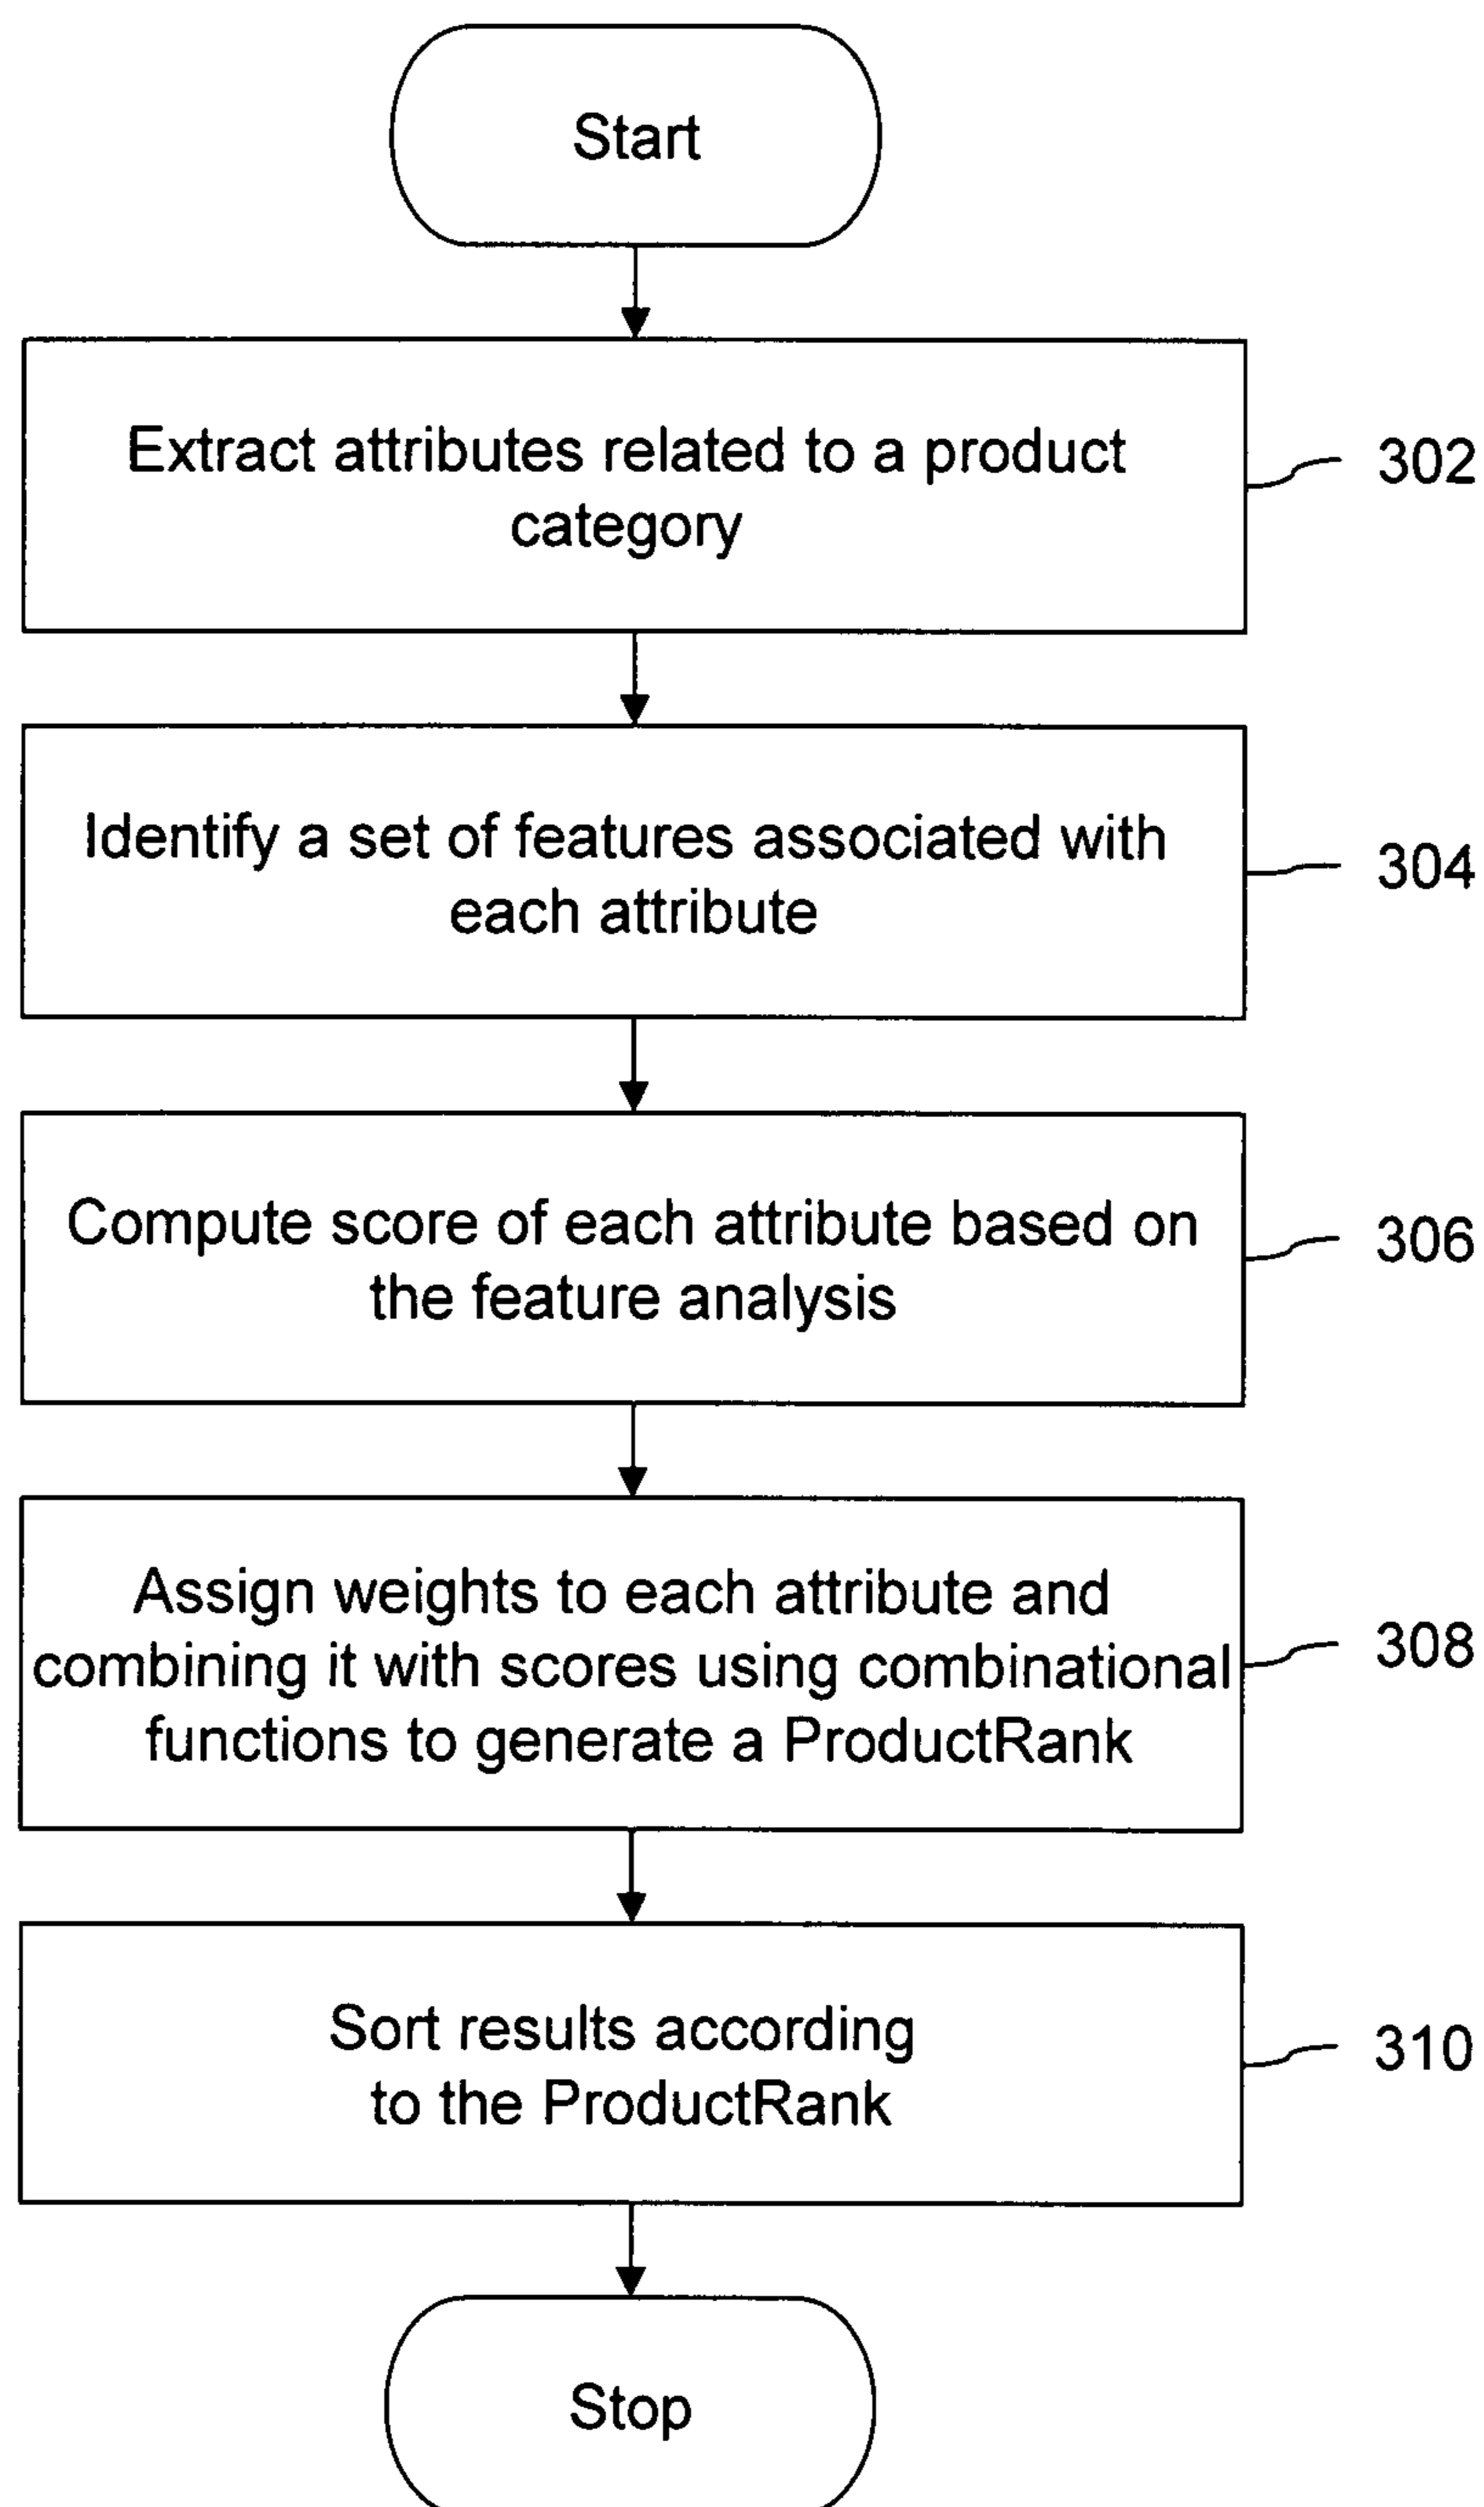 Start
Extract attributes related to a product
category
302
Identify a set of features associated with
each attribute
304
Compute score of each attribute based on
the feature analysis
306
Assign weights to each attribute and
combining it with scores using combinational
functions to generate a ProductRank
308
Sort results according
to the ProductRank
310
Stop